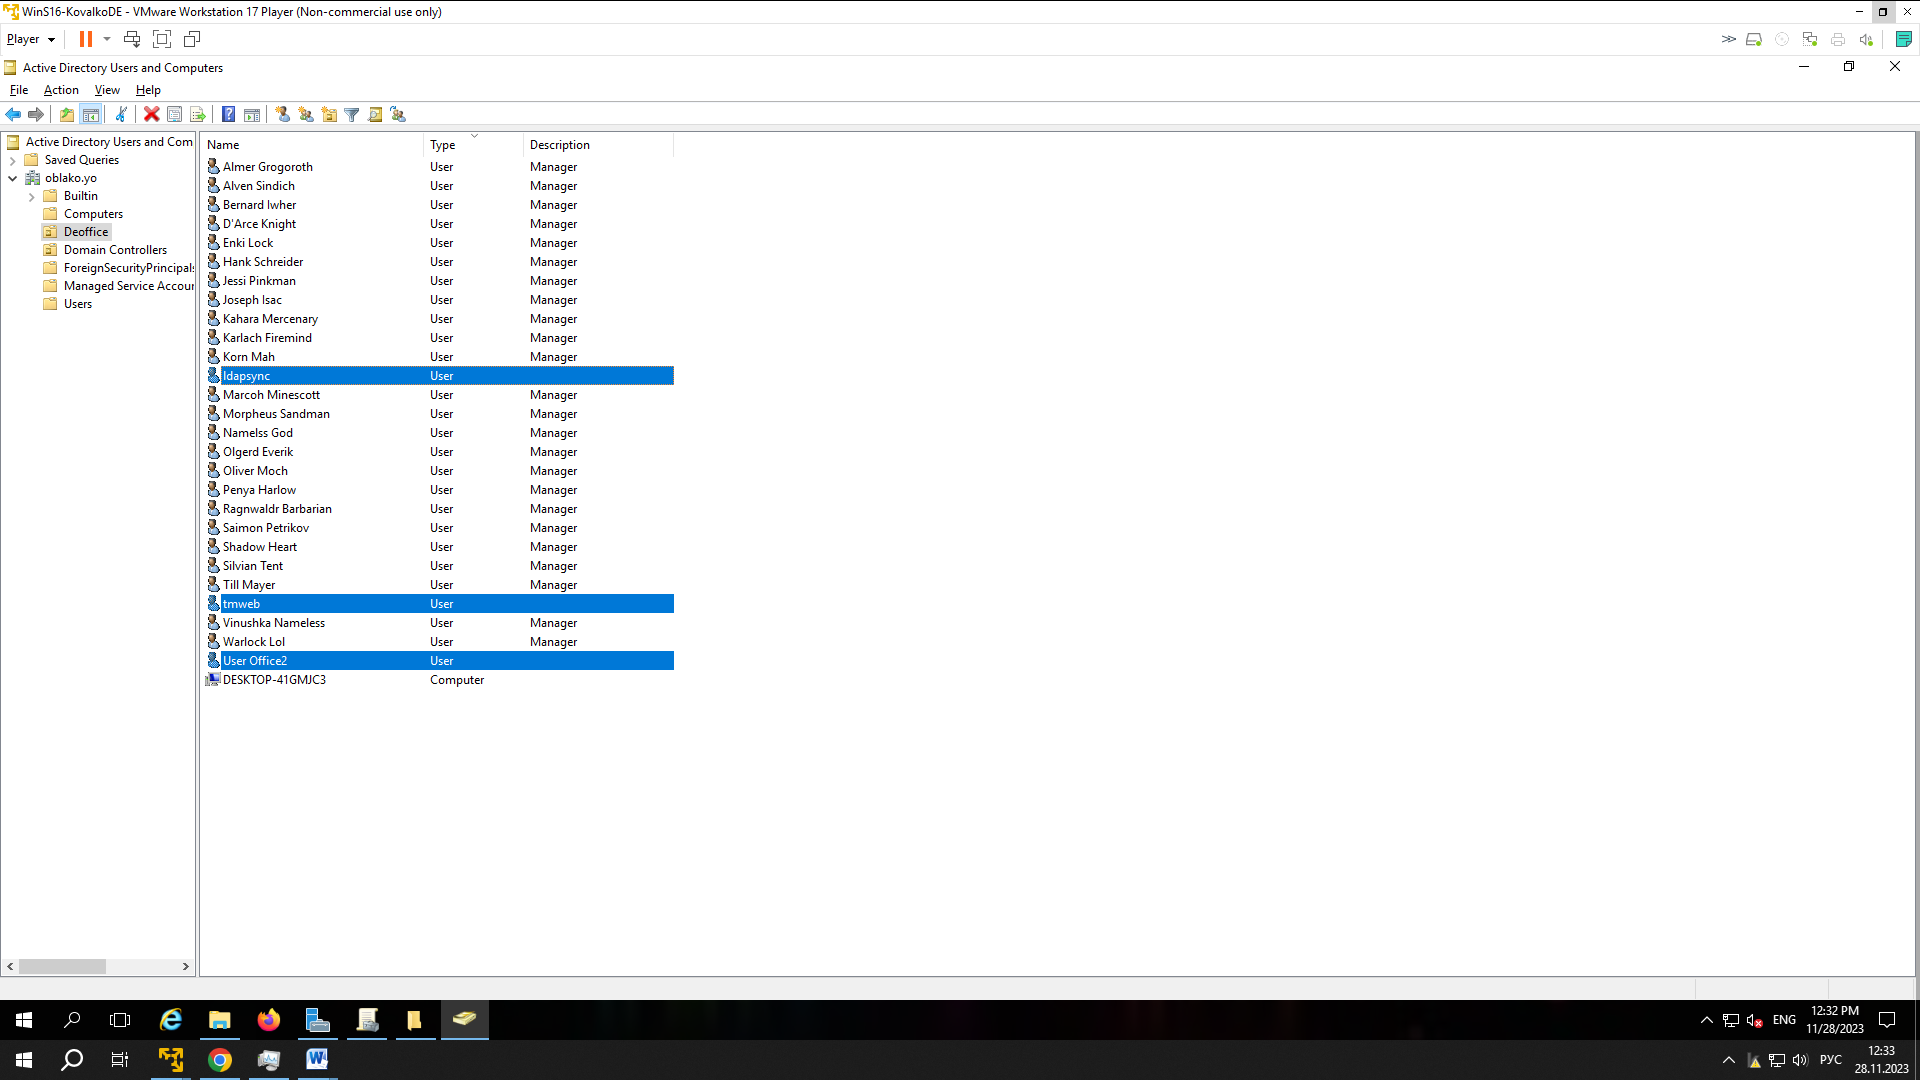 WinS16-KovalkoDE - VMware Workstation 17 Player (Non-commercial use only)
Player
Active Directory Users and Computers
File Action View Help
Active Directory Users and Com
Saved Queries
oblako.yo
Builtin
Computers
Deoffice
Domain Controllers
ForeignSecurityPrincipals
Managed Service Accoun
Users
Name Type Description
Almer Grogoroth User Manager
Alven Sindich User Manager
Bernard Iwher User Manager
D'Arce Knight User Manager
Enki Lock User Manager
Hank Schreider User Manager
Jessi Pinkman User Manager
Joseph Isac User Manager
Kahara Mercenary User Manager
Karlach Firemind User Manager
Korn Mah User Manager
ldapsync User
Marcoh Minescott User Manager
Morpheus Sandman User Manager
Namelss God User Manager
Olgerd Everik User Manager
Oliver Moch User Manager
Penya Harlow User Manager
Ragnwaldr Barbarian User Manager
Saimon Petrikov User Manager
Shadow Heart User Manager
Silvian Tent User Manager
Till Mayer User Manager
tmweb User
Vinushka Nameless User Manager
Warlock Lol User Manager
User Office2 User
DESKTOP-41GMJC3 Computer
ENG
12:32 PM
11/28/2023
РУС
12:33
28.11.2023